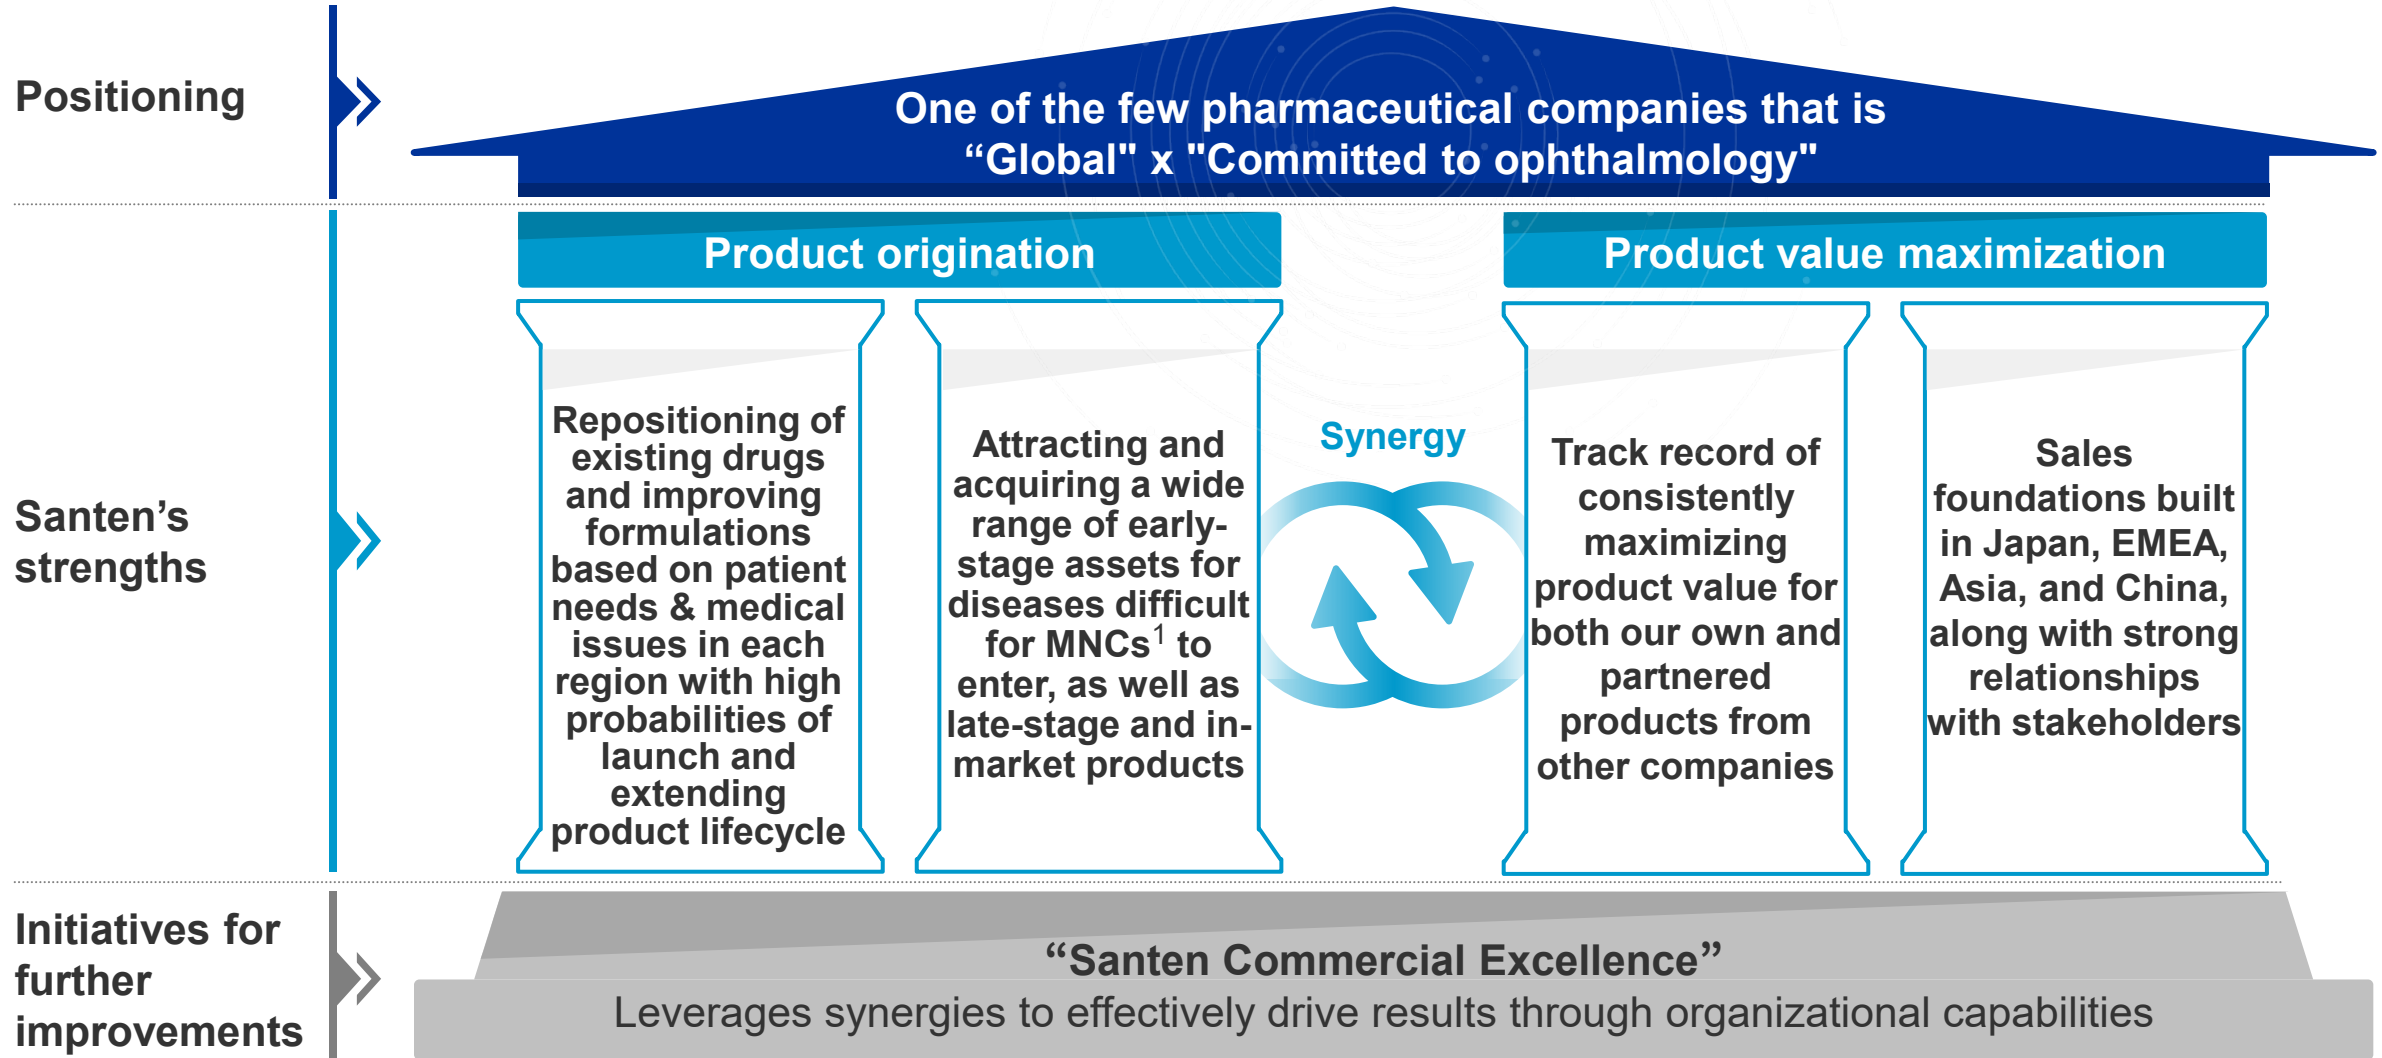 Positioning
One of the few pharmaceutical companies that is
“Global" x "Committed to ophthalmology"
Santen’s
strengths
Product origination
Repositioning of
existing drugs
and improving
formulations
based on patient
needs & medical
issues in each
region with high
probabilities of
launch and
extending
product lifecycle
Attracting and
acquiring a wide
range of early-
stage assets for
diseases difficult
for MNCs¹ to
enter, as well as
late-stage and in-
market products
Synergy
Product value maximization
Track record of
consistently
maximizing
product value for
both our own and
partnered
products from
other companies
Sales
foundations built
in Japan, EMEA,
Asia, and China,
along with strong
relationships
with stakeholders
Initiatives for
further
improvements
“Santen Commercial Excellence”
Leverages synergies to effectively drive results through organizational capabilities